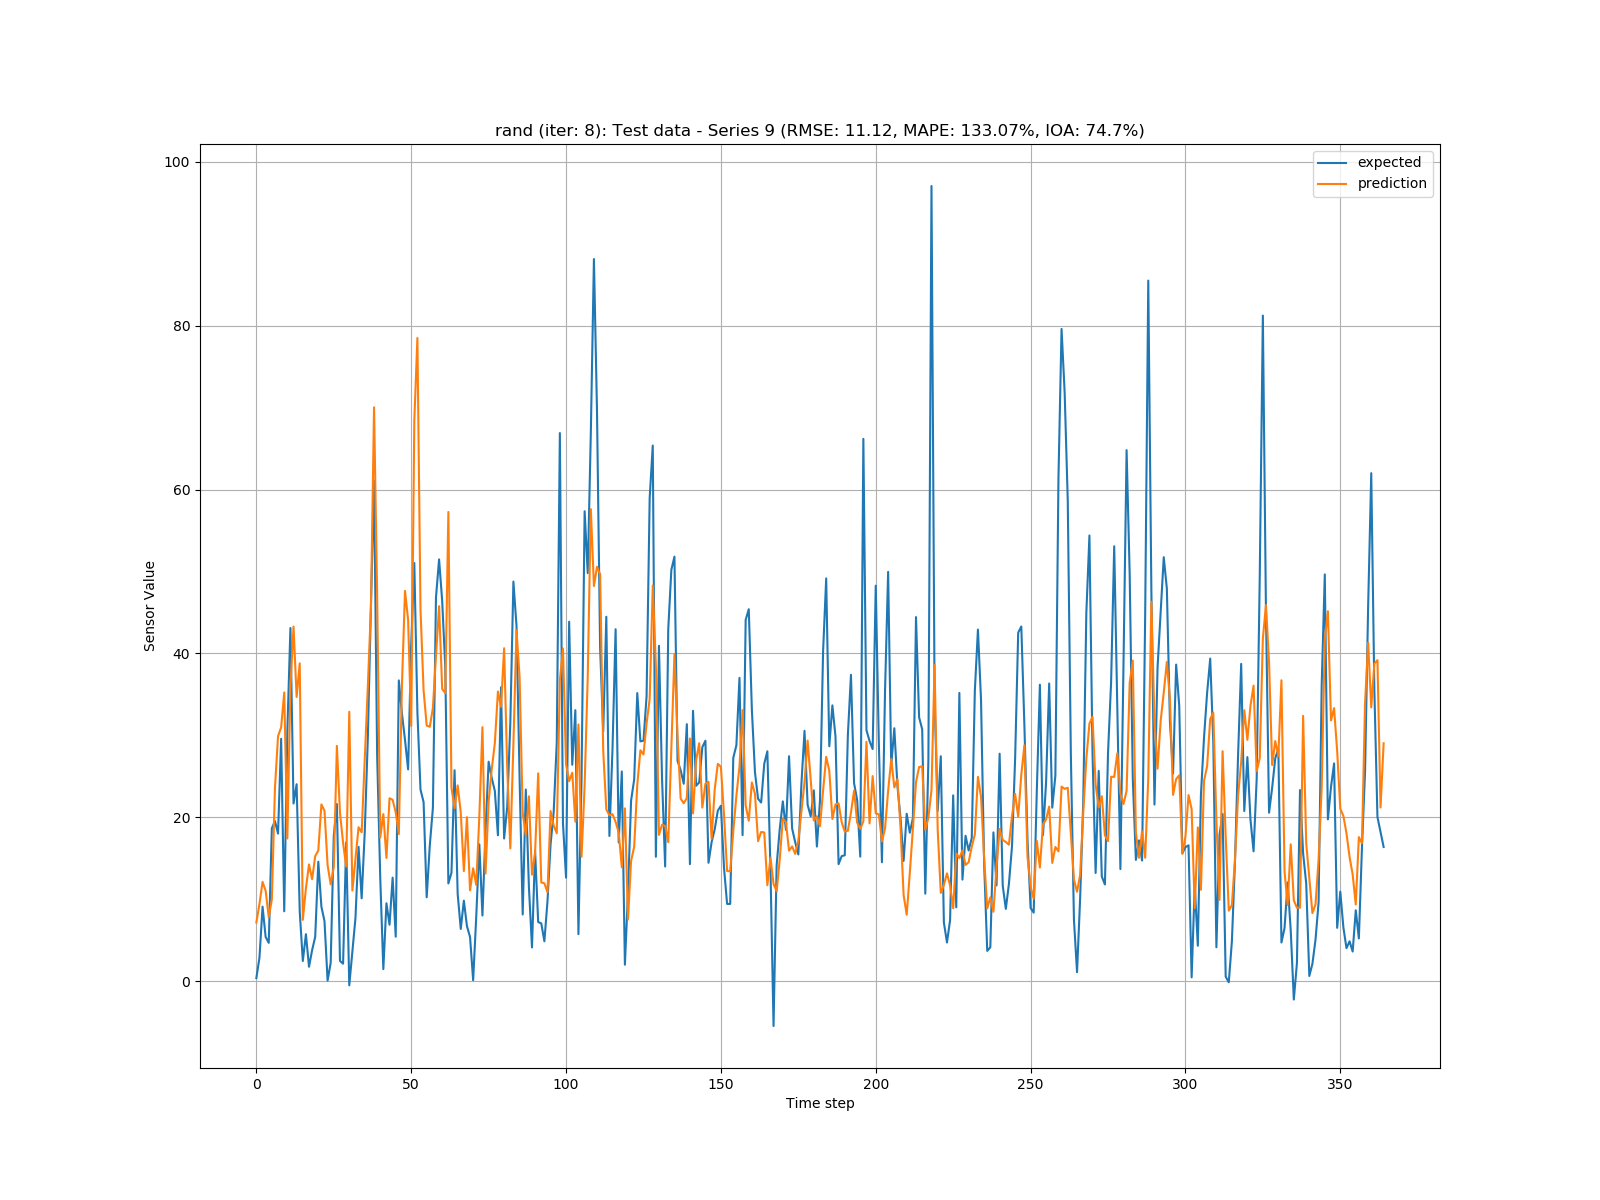 rand (iter: 8): Test data - Series 9 (RMSE: 11.12, MAPE: 133.07%, IOA: 74.7%)
expected
prediction
100
80
60
40
20
0
Sensor Value
0 50 100 150 200 250 300 350
Time step